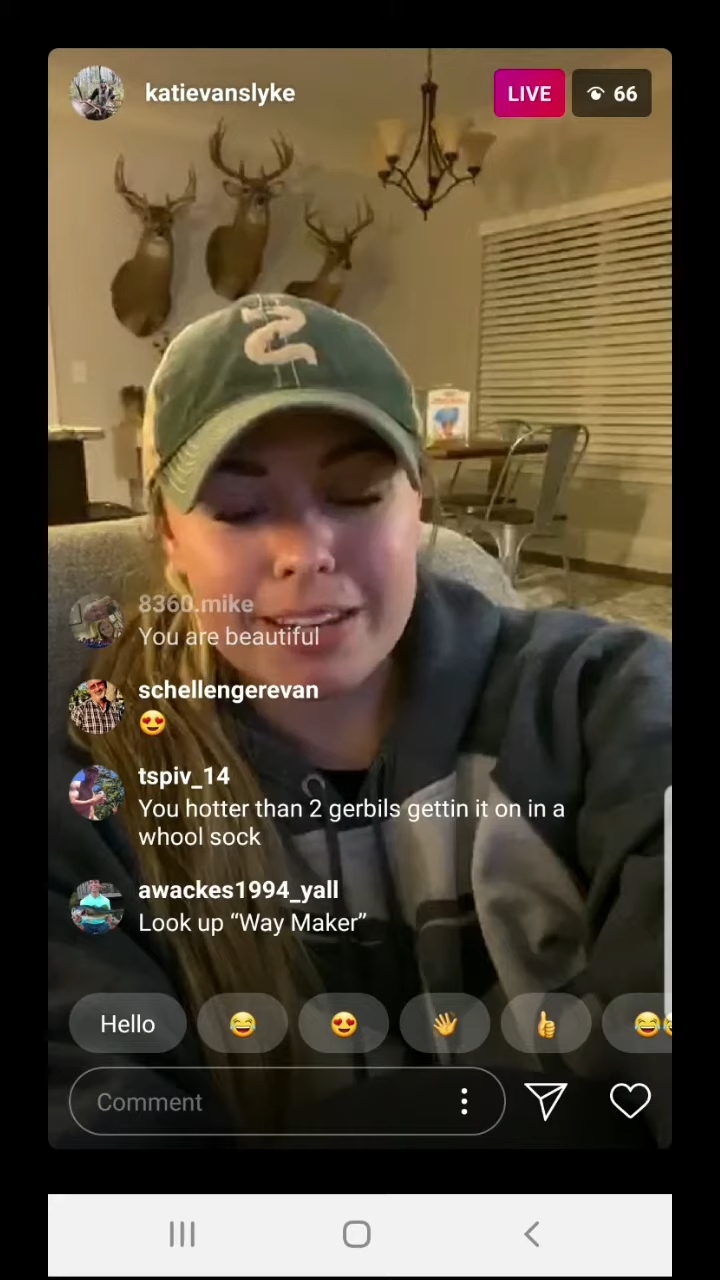 katievanslyke
LIVE
66
8360.mike
You are beautiful
schellengerevan
😍
tspiv_14
You hotter than 2 gerbils gettin it on in a
whool sock
awackes1994_yall
Look up “Way Maker”
Hello 😂 😍 👋 👍 😂
Comment